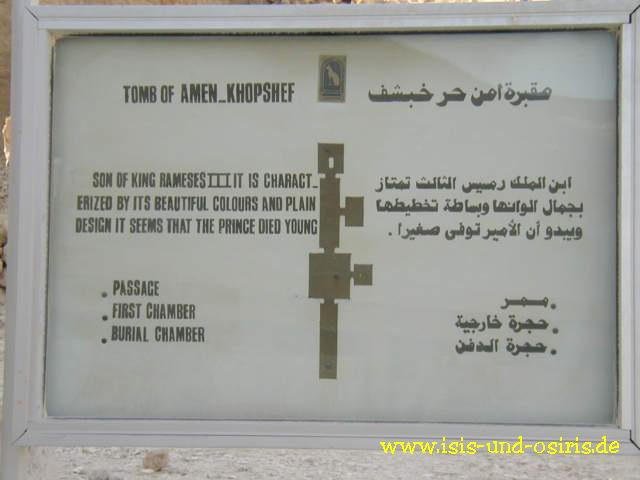 TOMB OF AMEN_KHOPSHEF
مقبرة امن حر خبشف
SON OF KING RAMESES III IT IS CHARACT_
ERIZED BY ITS BEAUTIFUL COLOURS AND PLAIN
DESIGN IT SEEMS THAT THE PRINCE DIED YOUNG
ابن الملك رمسيس الثالث تمتاز
بجمال الوانها وبساطة تخطيطها
ويبدو أن الأمير توفى صغيرا .
. PASSAGE
. FIRST CHAMBER
. BURIAL CHAMBER
. ممر
. حجرة خارجية
. حجرة الدفن
www.isis-und-osiris.de